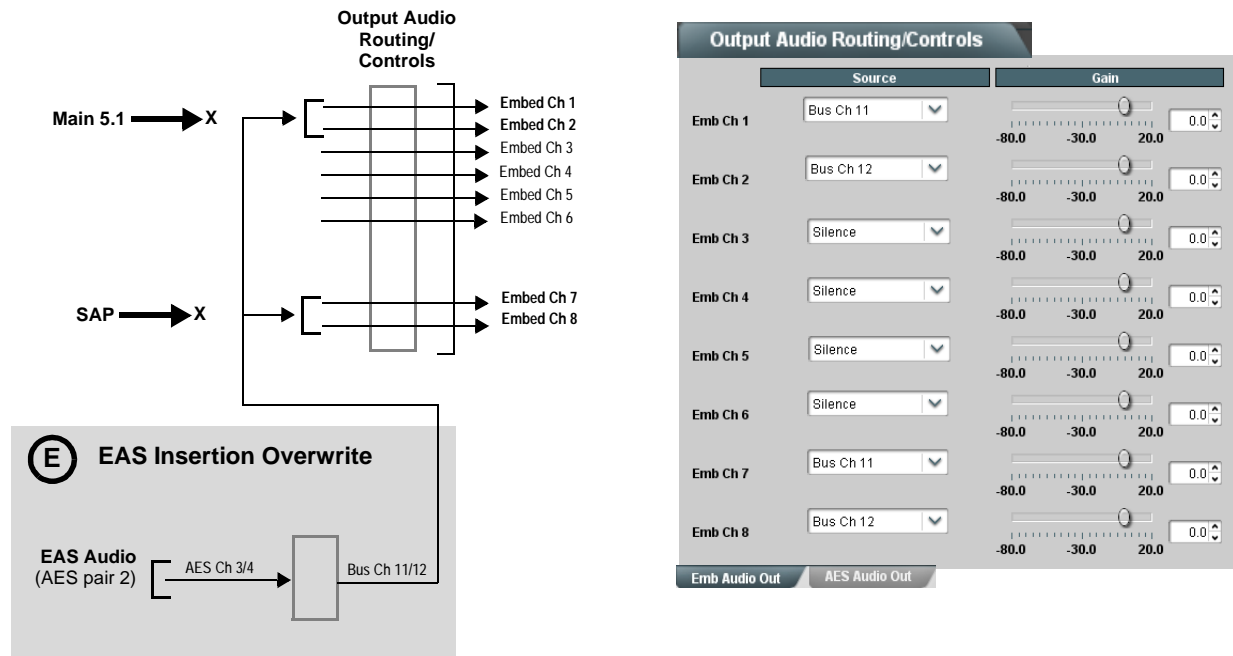 Output Audio
Routing/
Controls
Main 5.1
X
Embed Ch 1
Embed Ch 2
Embed Ch 3
Embed Ch 4
Embed Ch 5
Embed Ch 6
SAP
X
Embed Ch 7
Embed Ch 8
E
EAS Insertion Overwrite
EAS Audio
(AES pair 2)
AES Ch 3/4
Bus Ch 11/12
Output Audio Routing/Controls
Source Gain
Emb Ch 1 Bus Ch 11 0.0
-80.0 -30.0 20.0
Emb Ch 2 Bus Ch 12 0.0
-80.0 -30.0 20.0
Emb Ch 3 Silence 0.0
-80.0 -30.0 20.0
Emb Ch 4 Silence 0.0
-80.0 -30.0 20.0
Emb Ch 5 Silence 0.0
-80.0 -30.0 20.0
Emb Ch 6 Silence 0.0
-80.0 -30.0 20.0
Emb Ch 7 Bus Ch 11 0.0
-80.0 -30.0 20.0
Emb Ch 8 Bus Ch 12 0.0
-80.0 -30.0 20.0
Emb Audio Out AES Audio Out